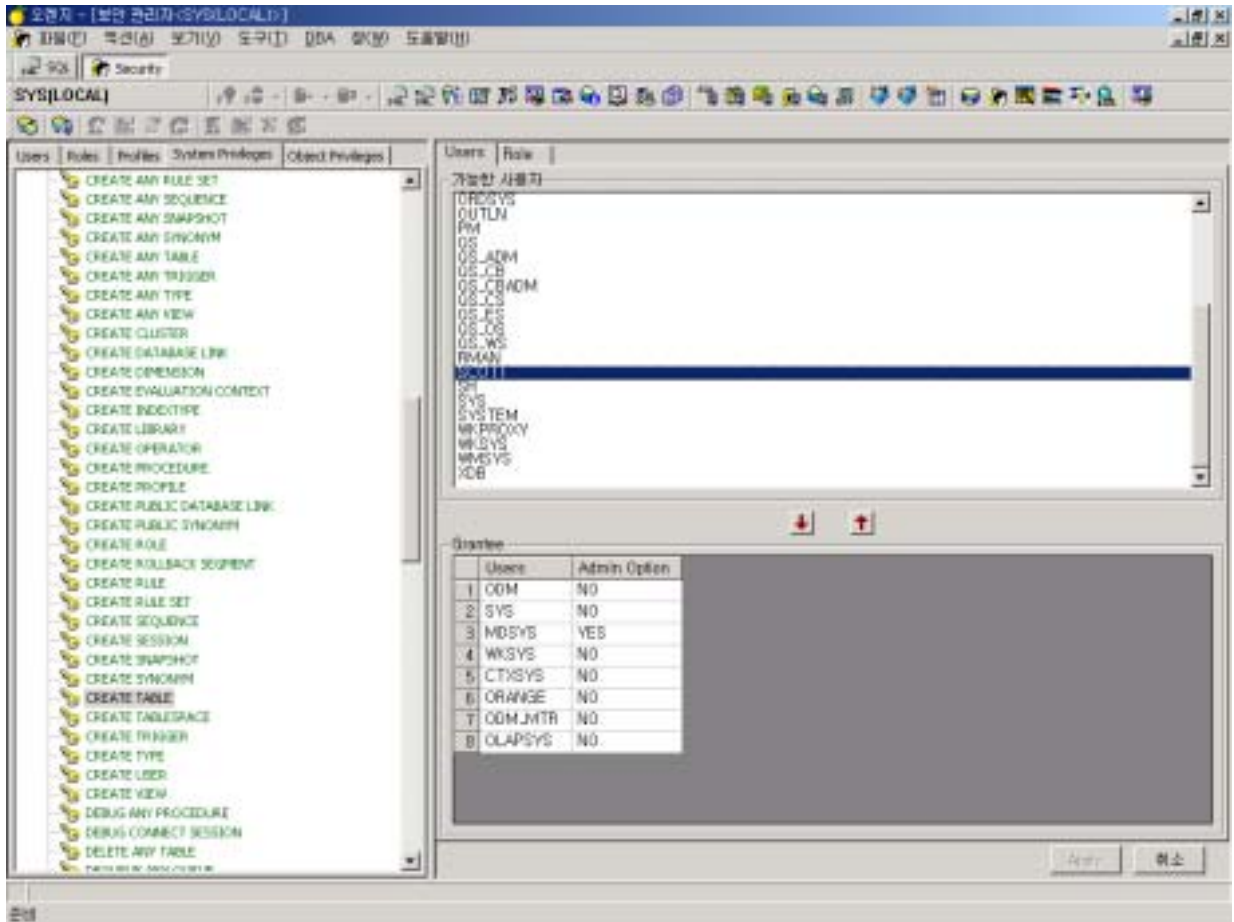 오렌지 - [보안 관리자<SYS(LOCAL)>]
파일(F) 액션(A) 보기(V) 도구(T) DBA 창(W) 도움말(H)
SQL Security
SYS(LOCAL)
Users Roles Profiles System Privileges Object Privileges
CREATE ANY RULE SET
CREATE ANY SEQUENCE
CREATE ANY SNAPSHOT
CREATE ANY SYNONYM
CREATE ANY TABLE
CREATE ANY TRIGGER
CREATE ANY TYPE
CREATE ANY VIEW
CREATE CLUSTER
CREATE DATABASE LINK
CREATE DIMENSION
CREATE EVALUATION CONTEXT
CREATE INDEXTYPE
CREATE LIBRARY
CREATE OPERATOR
CREATE PROCEDURE
CREATE PROFILE
CREATE PUBLIC DATABASE LINK
CREATE PUBLIC SYNONYM
CREATE ROLE
CREATE ROLLBACK SEGMENT
CREATE RULE
CREATE RULE SET
CREATE SEQUENCE
CREATE SESSION
CREATE SNAPSHOT
CREATE SYNONYM
CREATE TABLE
CREATE TABLESPACE
CREATE TRIGGER
CREATE TYPE
CREATE USER
CREATE VIEW
DEBUG ANY PROCEDURE
DEBUG CONNECT SESSION
DELETE ANY TABLE
Users Role
가능한 사용자
ORDSYS
OUTLN
PM
QS
QS_ADM
QS_CB
QS_CBADM
QS_CS
QS_ES
QS_OS
QS_WS
RMAN
SCOTT
SH
SYS
SYSTEM
WKPROXY
WKSYS
WMSYS
XDB
Grantee
Users Admin Option
1 ODM NO
2 SYS NO
3 MDSYS YES
4 WKSYS NO
5 CTXSYS NO
6 ORANGE NO
7 ODM_MTR NO
8 OLAPSYS NO
Apply 취소
준비